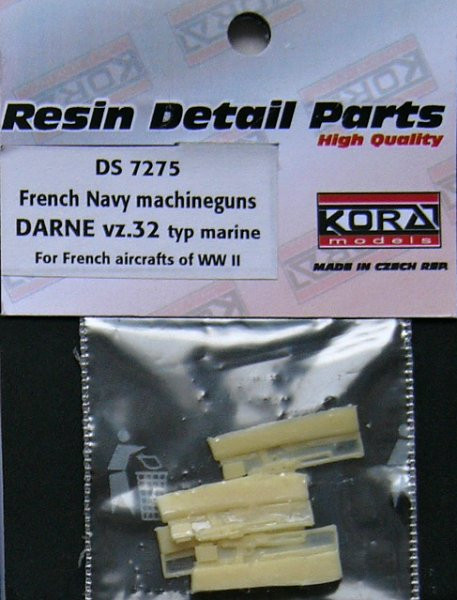 Resin Detail Parts
High Quality
DS 7275
French Navy machineguns
DARNE vz.32 typ marine
For French aircrafts of WW II
KORA
models
MADE IN CZECH REP.